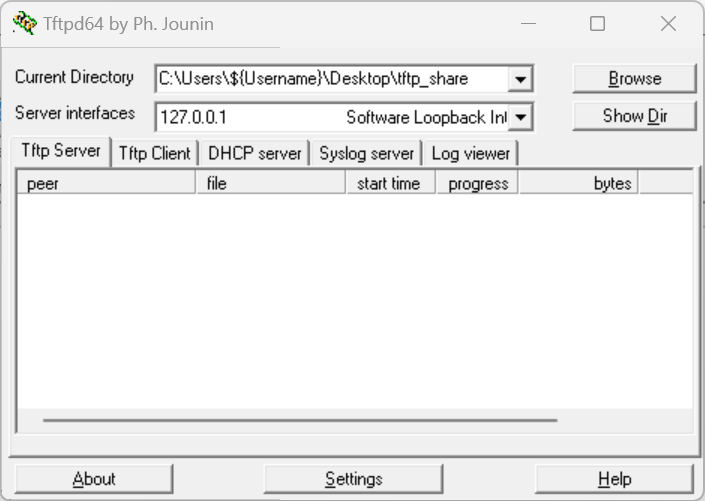 Tftpd64 by Ph. Jounin
Current Directory C:\Users\${Username}\Desktop\tftp_share Browse
Server interfaces 127.0.0.1 Software Loopback Int Show Dir
Tftp Server Tftp Client DHCP server Syslog server Log viewer
peer file start time progress bytes
About Settings Help